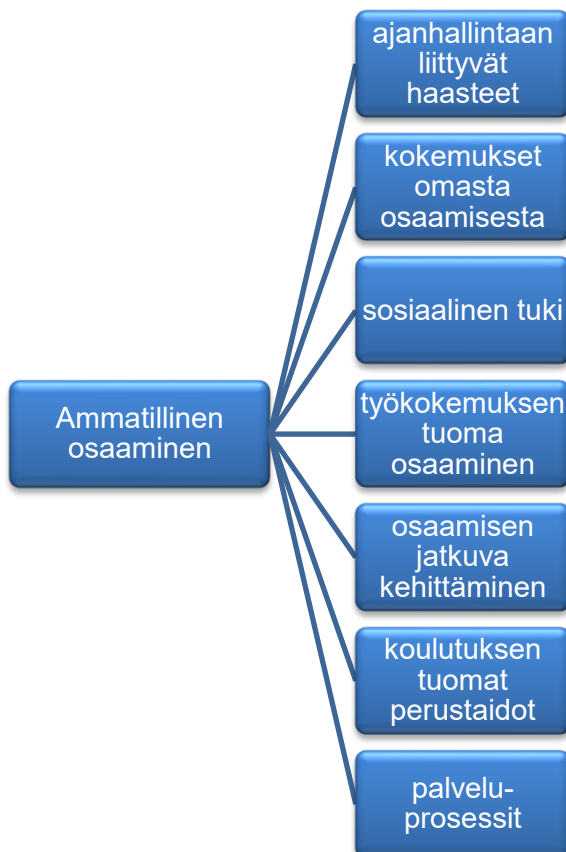 ajanhallintaan
liittyvät
haasteet
kokemukset
omasta
osaamisesta
sosiaalinen tuki
Ammatillinen
osaaminen
työkokemuksen
tuoma
osaaminen
osaamisen
jatkuva
kehittäminen
koulutuksen
tuomat
perustaidot
palvelu-
prosessit